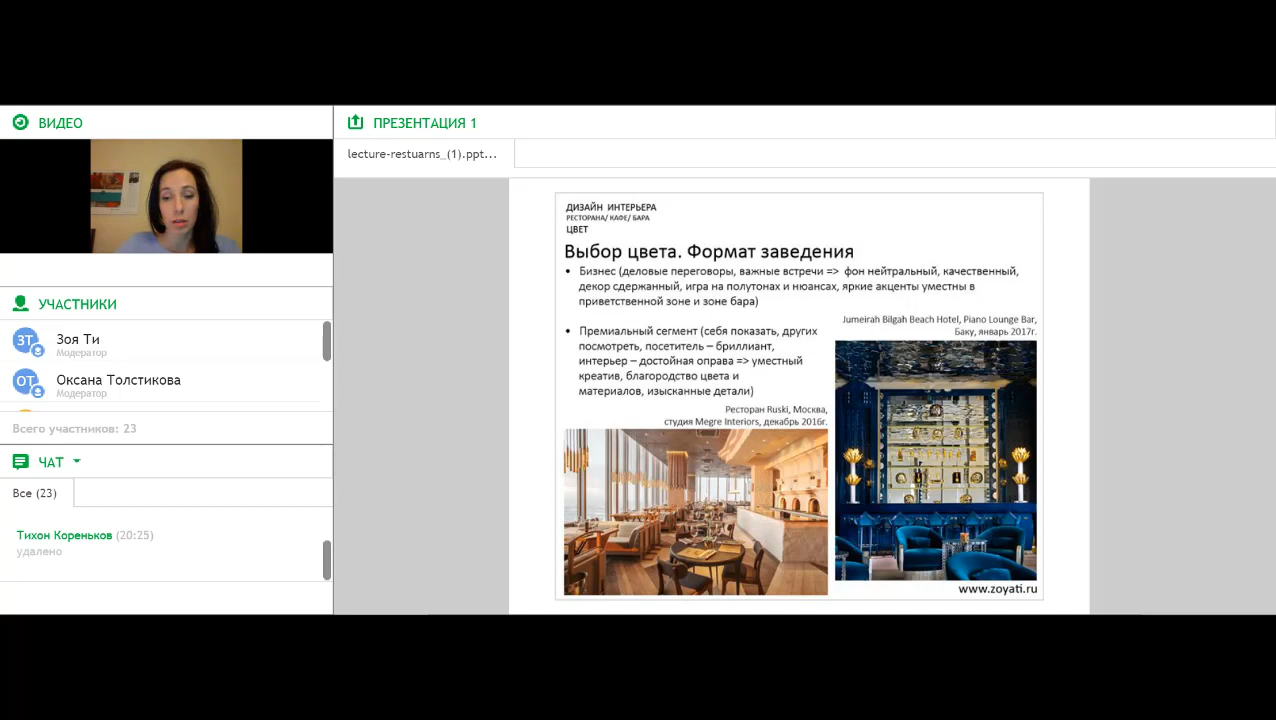 ВИДЕО
ПРЕЗЕНТАЦИЯ 1
lecture-restuarns_(1).ppt...
УЧАСТНИКИ
ЗТ
Зоя Ти
Модератор
ОТ
Оксана Толстикова
Модератор
Всего участников: 23
ЧАТ
Все (23)
Тихон Кореньков (20:25)
удалено
ДИЗАЙН ИНТЕРЬЕРА
РЕСТОРАНА/ КАФЕ/ БАРА
ЦВЕТ
Выбор цвета. Формат заведения
• Бизнес (деловые переговоры, важные встречи => фон нейтральный, качественный,
декор сдержанный, игра на полутонах и нюансах, яркие акценты уместны в
приветственной зоне и зоне бара)
Jumeirah Bilgah Beach Hotel, Piano Lounge Bar,
Баку, январь 2017г.
• Премиальный сегмент (себя показать, других
посмотреть, посетитель – бриллиант,
интерьер – достойная оправа => уместный
креатив, благородство цвета и
материалов, изысканные детали)
Ресторан Ruski, Москва,
студия Megre Interiors, декабрь 2016г.
www.zoyati.ru